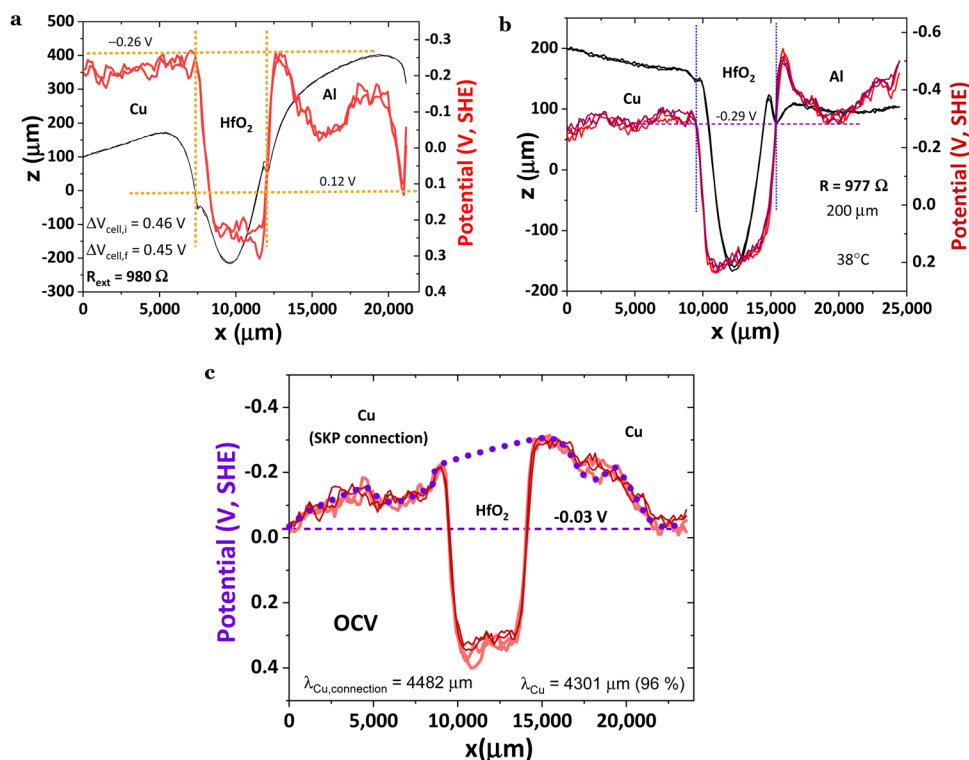 a
−0.26 V
Cu
HfO2
Al
0.12 V
ΔVcell,i = 0.46 V
ΔVcell,f = 0.45 V
Rext = 980 Ω
z (μm)
500
400
300
200
100
0
-100
-200
-300
0
5,000
10,000
15,000
20,000
x (μm)
-0.3
-0.2
-0.1
0.0
0.1
0.2
0.3
0.4
Potential (V, SHE)
b
HfO2
Al
Cu
-0.29 V
R = 977 Ω
200 μm
38°C
z (μm)
200
100
0
-100
-200
0
5,000
10,000
15,000
20,000
25,000
x (μm)
-0.6
-0.4
-0.2
0.0
0.2
Potential (V, SHE)
c
Cu
(SKP connection)
Cu
HfO2
-0.03 V
OCV
λCu,connection = 4482 μm
λCu = 4301 μm (96 %)
Potential (V, SHE)
-0.4
-0.2
0.0
0.2
0.4
0
5,000
10,000
15,000
20,000
x(μm)